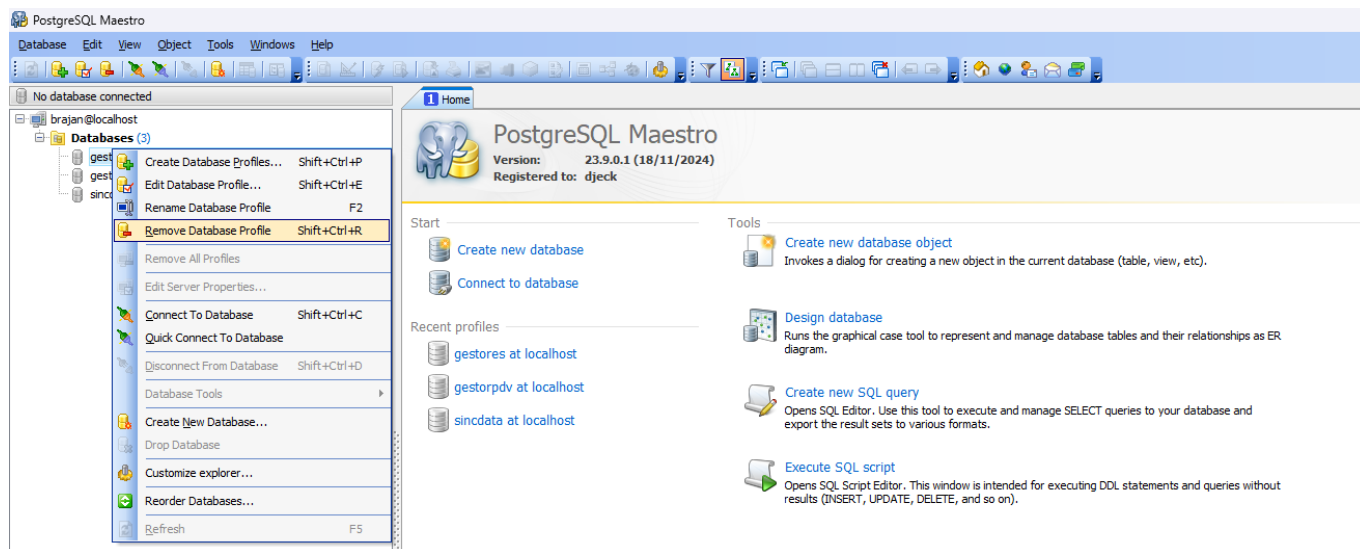 PostgreSQL Maestro
Database Edit View Object Tools Windows Help
No database connected
1 Home
brajan@localhost
Databases (3)
gest
gest
sinc
Create Database Profiles... Shift+Ctrl+P
Edit Database Profile... Shift+Ctrl+E
Rename Database Profile F2
Remove Database Profile Shift+Ctrl+R
Remove All Profiles
Edit Server Properties...
Connect To Database Shift+Ctrl+C
Quick Connect To Database
Disconnect From Database Shift+Ctrl+D
Database Tools
Create New Database...
Drop Database
Customize explorer...
Reorder Databases...
Refresh F5
PostgreSQL Maestro
Version: 23.9.0.1 (18/11/2024)
Registered to: djeck
Start
Create new database
Connect to database
Recent profiles
gestores at localhost
gestorpdv at localhost
sincdata at localhost
Tools
Create new database object
Invokes a dialog for creating a new object in the current database (table, view, etc).
Design database
Runs the graphical case tool to represent and manage database tables and their relationships as ER
diagram.
Create new SQL query
Opens SQL Editor. Use this tool to execute and manage SELECT queries to your database and
export the result sets to various formats.
Execute SQL script
Opens SQL Script Editor. This window is intended for executing DDL statements and queries without
results (INSERT, UPDATE, DELETE, and so on).